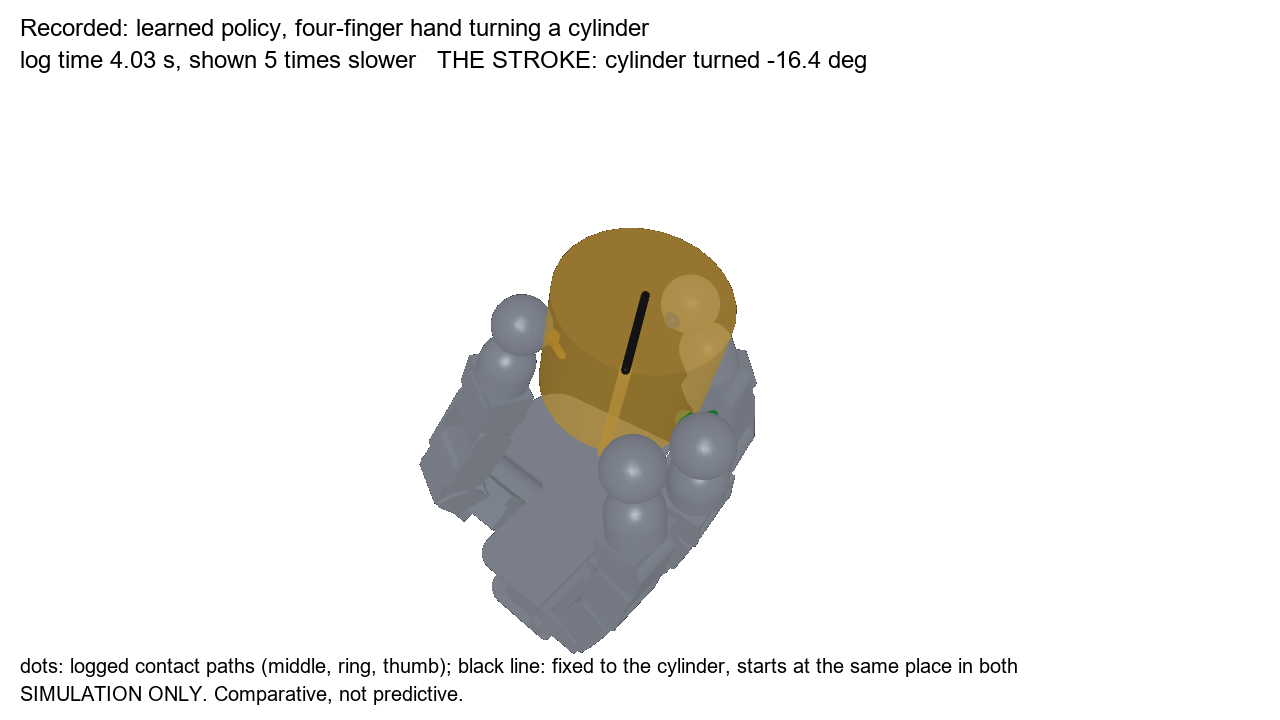 Recorded: learned policy, four-finger hand turning a cylinder
log time 4.03 s, shown 5 times slower   THE STROKE: cylinder turned -16.4 deg
dots: logged contact paths (middle, ring, thumb); black line: fixed to the cylinder, starts at the same place in both
SIMULATION ONLY. Comparative, not predictive.